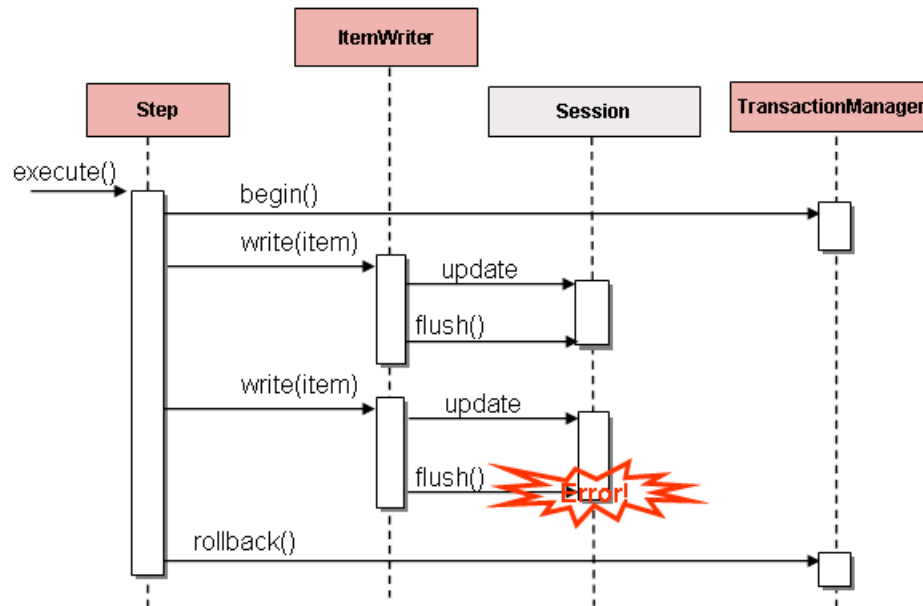 ItemWriter
Step
Session
TransactionManager
execute()
begin()
write(item)
update
flush()
write(item)
update
flush()
Error!
rollback()